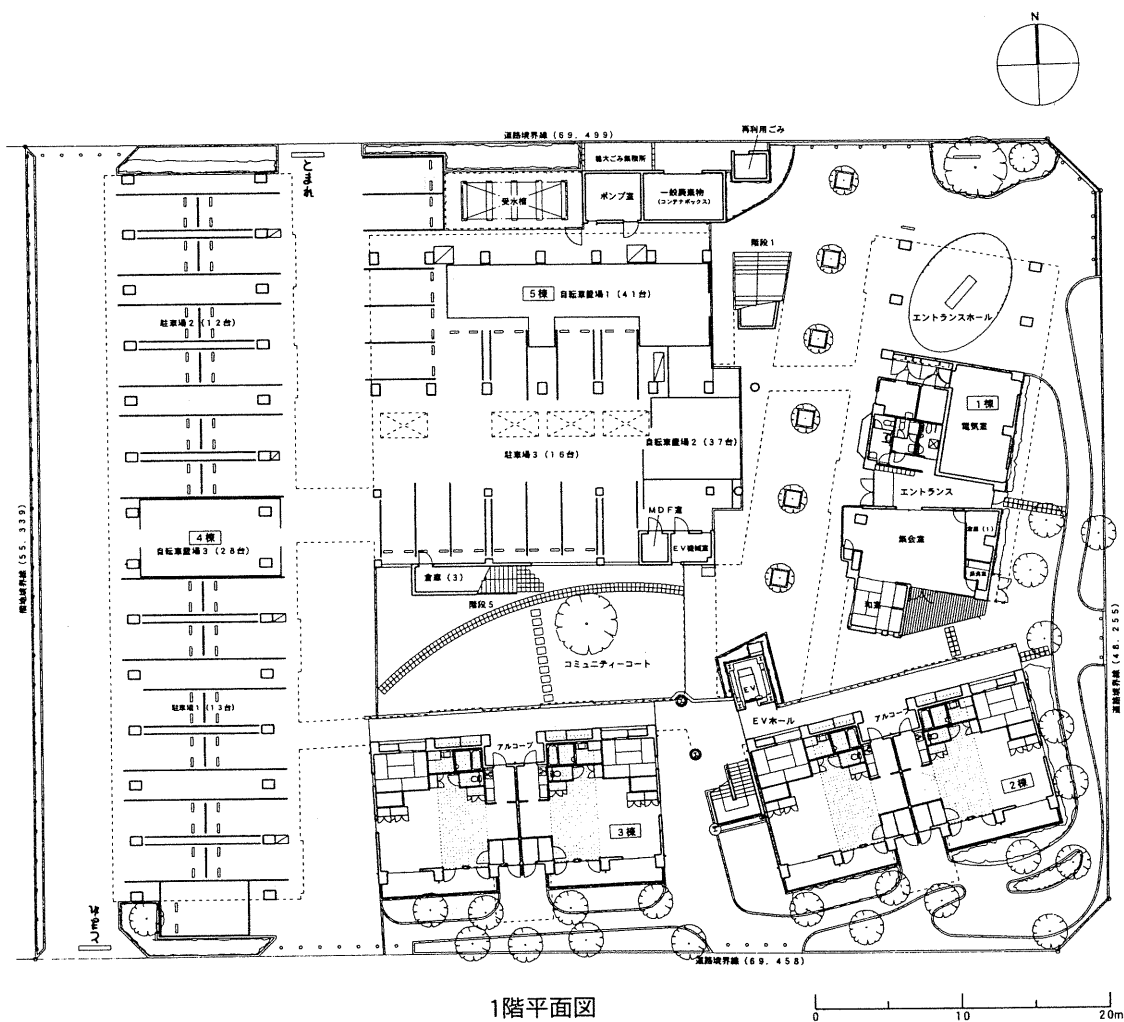 N
道路境界線(69.499)
再利用ごみ
粗大ごみ集積所
とまれ
受水槽
ポンプ室
一般廃棄物
(コンテナボックス)
階段1
5棟 自転車置場1(41台)
駐車場2(12台)
エントランスホール
1棟
電気室
自転車置場2(37台)
駐車場3(16台)
エントランス
MDF室
EV機械室
集会室
倉庫(1)
4棟
自転車置場3(28台)
隣地境界線(55.339)
倉庫(3)
階段5
和室
コミュニティーコート
道路境界線(48.255)
EV
EVホール
駐車場1(13台)
アルコーブ
アルコーブ
2棟
3棟
とまれ
道路境界線(69.458)
1階平面図
0 10 20m